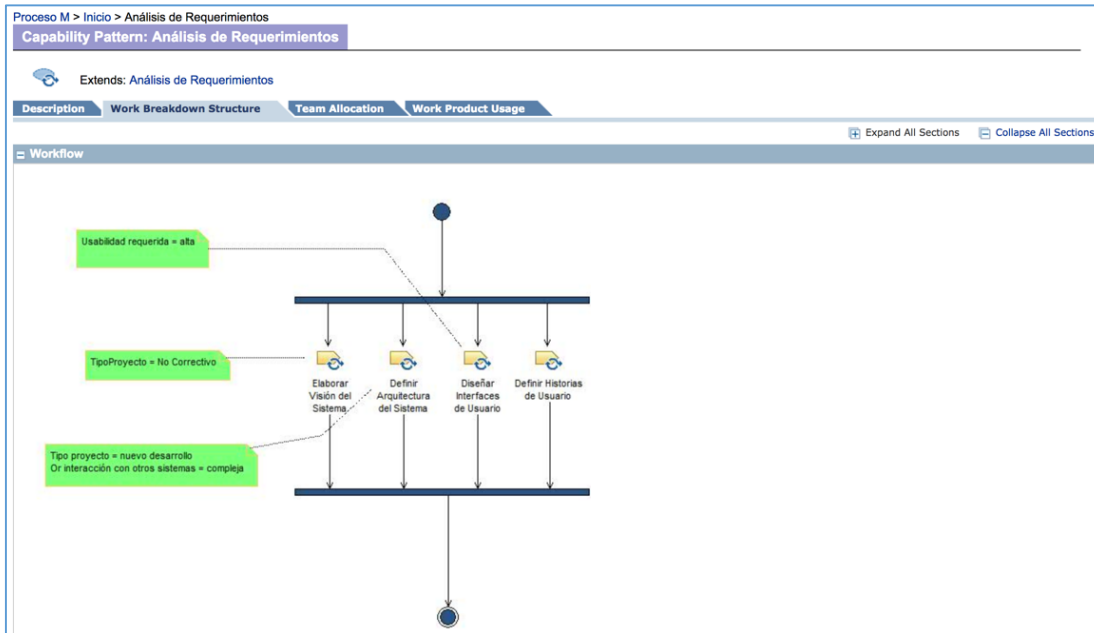 Proceso M > Inicio > Análisis de Requerimientos
Capability Pattern: Análisis de Requerimientos
Extends: Análisis de Requerimientos
Description Work Breakdown Structure Team Allocation Work Product Usage
Expand All Sections Collapse All Sections
Workflow
Usabilidad requerida = alta
TipoProyecto = No Correctivo
Elaborar
Visión del
Sistema
Definir
Arquitectura
del Sistema
Diseñar
Interfaces
de Usuario
Definir Historias
de Usuario
Tipo proyecto = nuevo desarrollo
Or interacción con otros sistemas = compleja